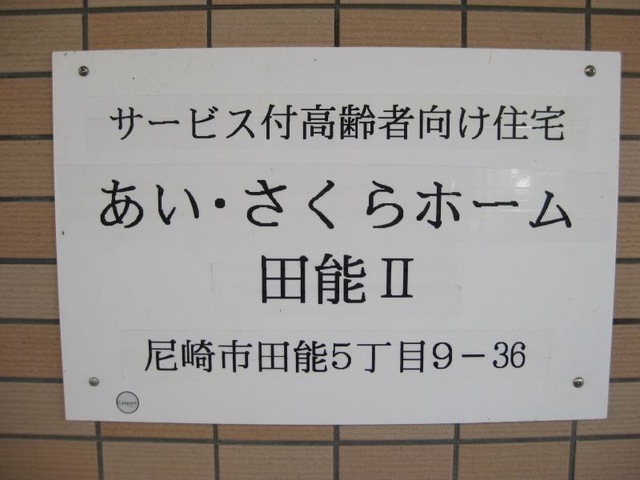 サービス付高齢者向け住宅
あい・さくらホーム
田能Ⅱ
尼崎市田能5丁目9−36